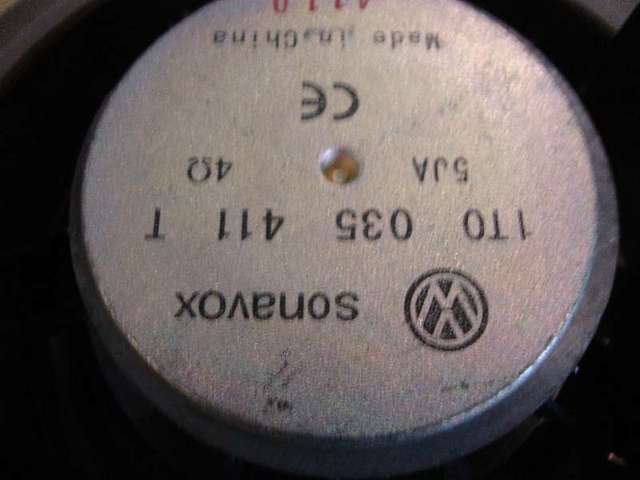 sonavox
1T0 035 411 T
5JA 4Ω
CE
Made in China